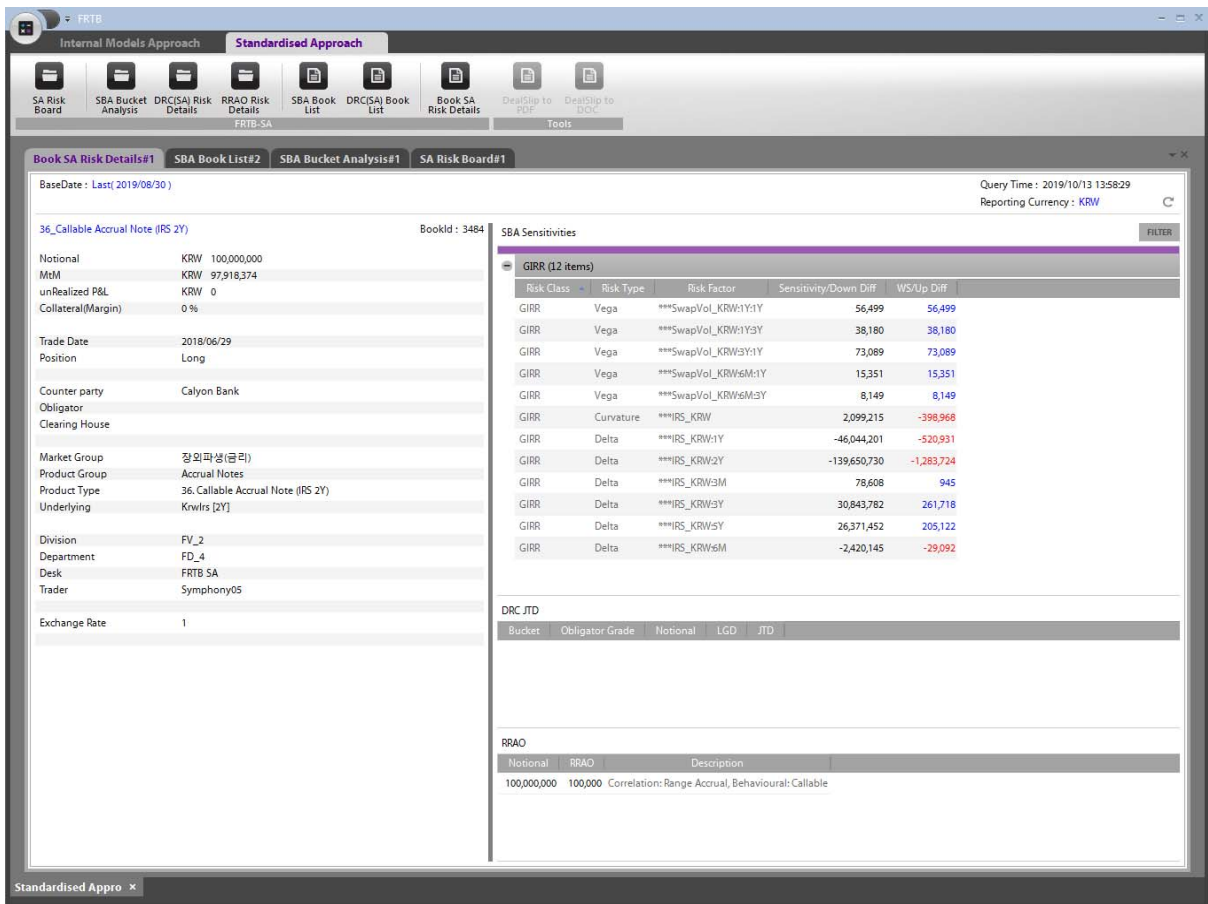 FRTB
Internal Models Approach
Standardised Approach
SA Risk Board
SBA Bucket Analysis
DRC(SA) Risk Details
RRAO Risk Details
SBA Book List
DRC(SA) Book List
Book SA Risk Details
DealSlip to PDF
DealSlip to DOC
FRTB-SA
Tools
Book SA Risk Details#1
SBA Book List#2
SBA Bucket Analysis#1
SA Risk Board#1
BaseDate : Last( 2019/08/30 )
Query Time : 2019/10/13 13:58:29
Reporting Currency : KRW
36_Callable Accrual Note (IRS 2Y)
BookId : 3484
Notional KRW 100,000,000
MtM KRW 97,918,374
unRealized P&L KRW 0
Collateral(Margin) 0 %
Trade Date 2018/06/29
Position Long
Counter party Calyon Bank
Obligator
Clearing House
Market Group 장외파생(금리)
Product Group Accrual Notes
Product Type 36. Callable Accrual Note (IRS 2Y)
Underlying KrwIrs [2Y]
Division FV_2
Department FD_4
Desk FRTB SA
Trader Symphony05
Exchange Rate 1
SBA Sensitivities
FILTER
GIRR (12 items)
Risk Class Risk Type Risk Factor Sensitivity/Down Diff WS/Up Diff
GIRR Vega ***SwapVol_KRW:1Y:1Y 56,499 56,499
GIRR Vega ***SwapVol_KRW:1Y:3Y 38,180 38,180
GIRR Vega ***SwapVol_KRW:3Y:1Y 73,089 73,089
GIRR Vega ***SwapVol_KRW:6M:1Y 15,351 15,351
GIRR Vega ***SwapVol_KRW:6M:3Y 8,149 8,149
GIRR Curvature ***IRS_KRW 2,099,215 -398,968
GIRR Delta ***IRS_KRW:1Y -46,044,201 -520,931
GIRR Delta ***IRS_KRW:2Y -139,650,730 -1,283,724
GIRR Delta ***IRS_KRW:3M 78,608 945
GIRR Delta ***IRS_KRW:3Y 30,843,782 261,718
GIRR Delta ***IRS_KRW:5Y 26,371,452 205,122
GIRR Delta ***IRS_KRW:6M -2,420,145 -29,092
DRC JTD
Bucket Obligator Grade Notional LGD JTD
RRAO
Notional RRAO Description
100,000,000 100,000 Correlation: Range Accrual, Behavioural: Callable
Standardised Appro ×